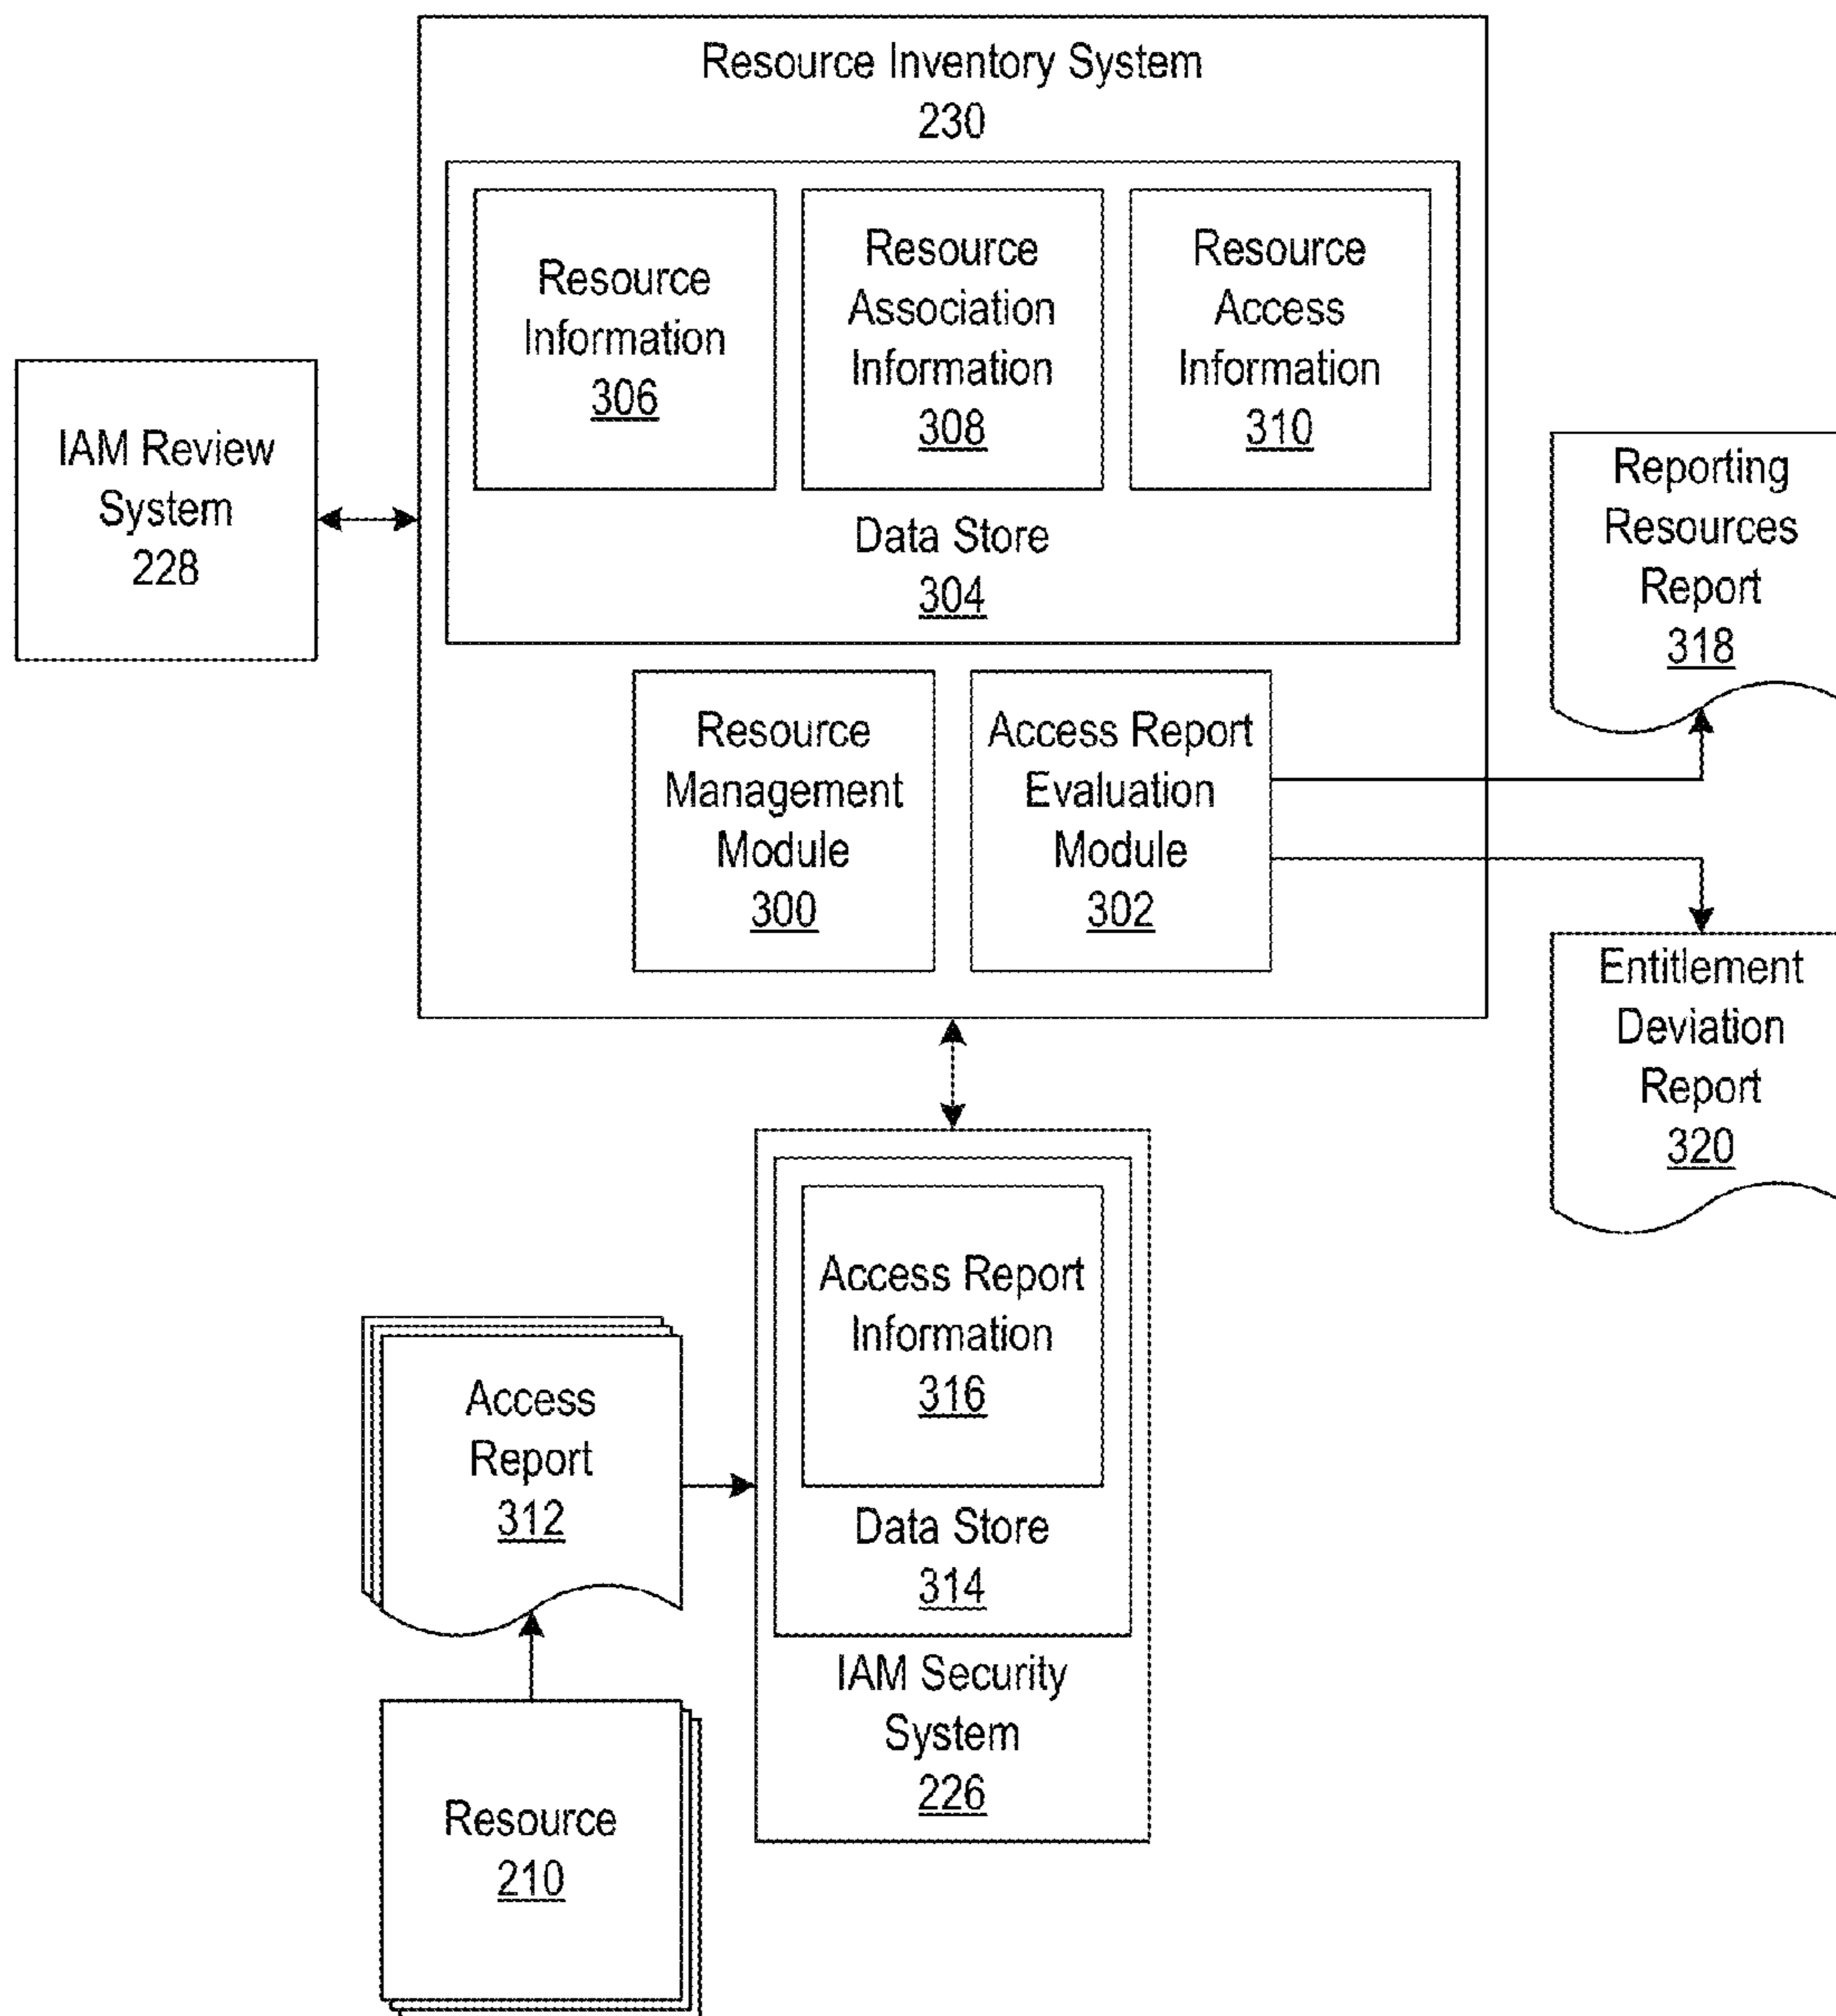 Resource Inventory System
230
Resource
Information
306
Resource
Association
Information
308
Resource
Access
Information
310
Data Store
304
IAM Review
System
228
Resource
Management
Module
300
Access Report
Evaluation
Module
302
Reporting
Resources
Report
318
Entitlement
Deviation
Report
320
Access Report
Information
316
Data Store
314
IAM Security
System
226
Access
Report
312
Resource
210